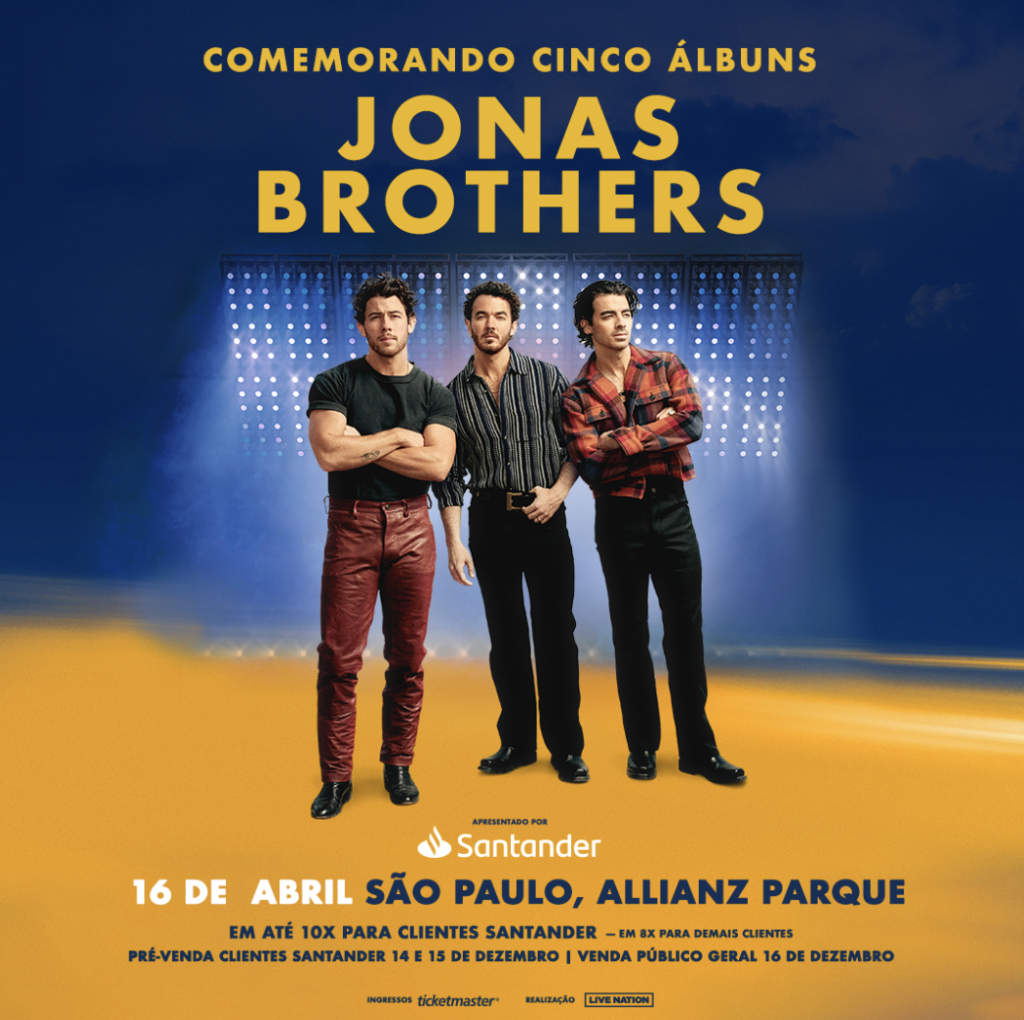 COMEMORANDO CINCO ÁLBUNS
JONAS
BROTHERS
APRESENTADO POR
Santander
16 DE ABRIL SÃO PAULO, ALLIANZ PARQUE
EM ATÉ 10X PARA CLIENTES SANTANDER – EM 8X PARA DEMAIS CLIENTES
PRÉ-VENDA CLIENTES SANTANDER 14 E 15 DE DEZEMBRO | VENDA PÚBLICO GERAL 16 DE DEZEMBRO
INGRESSOS ticketmaster® REALIZAÇÃO LIVE NATION